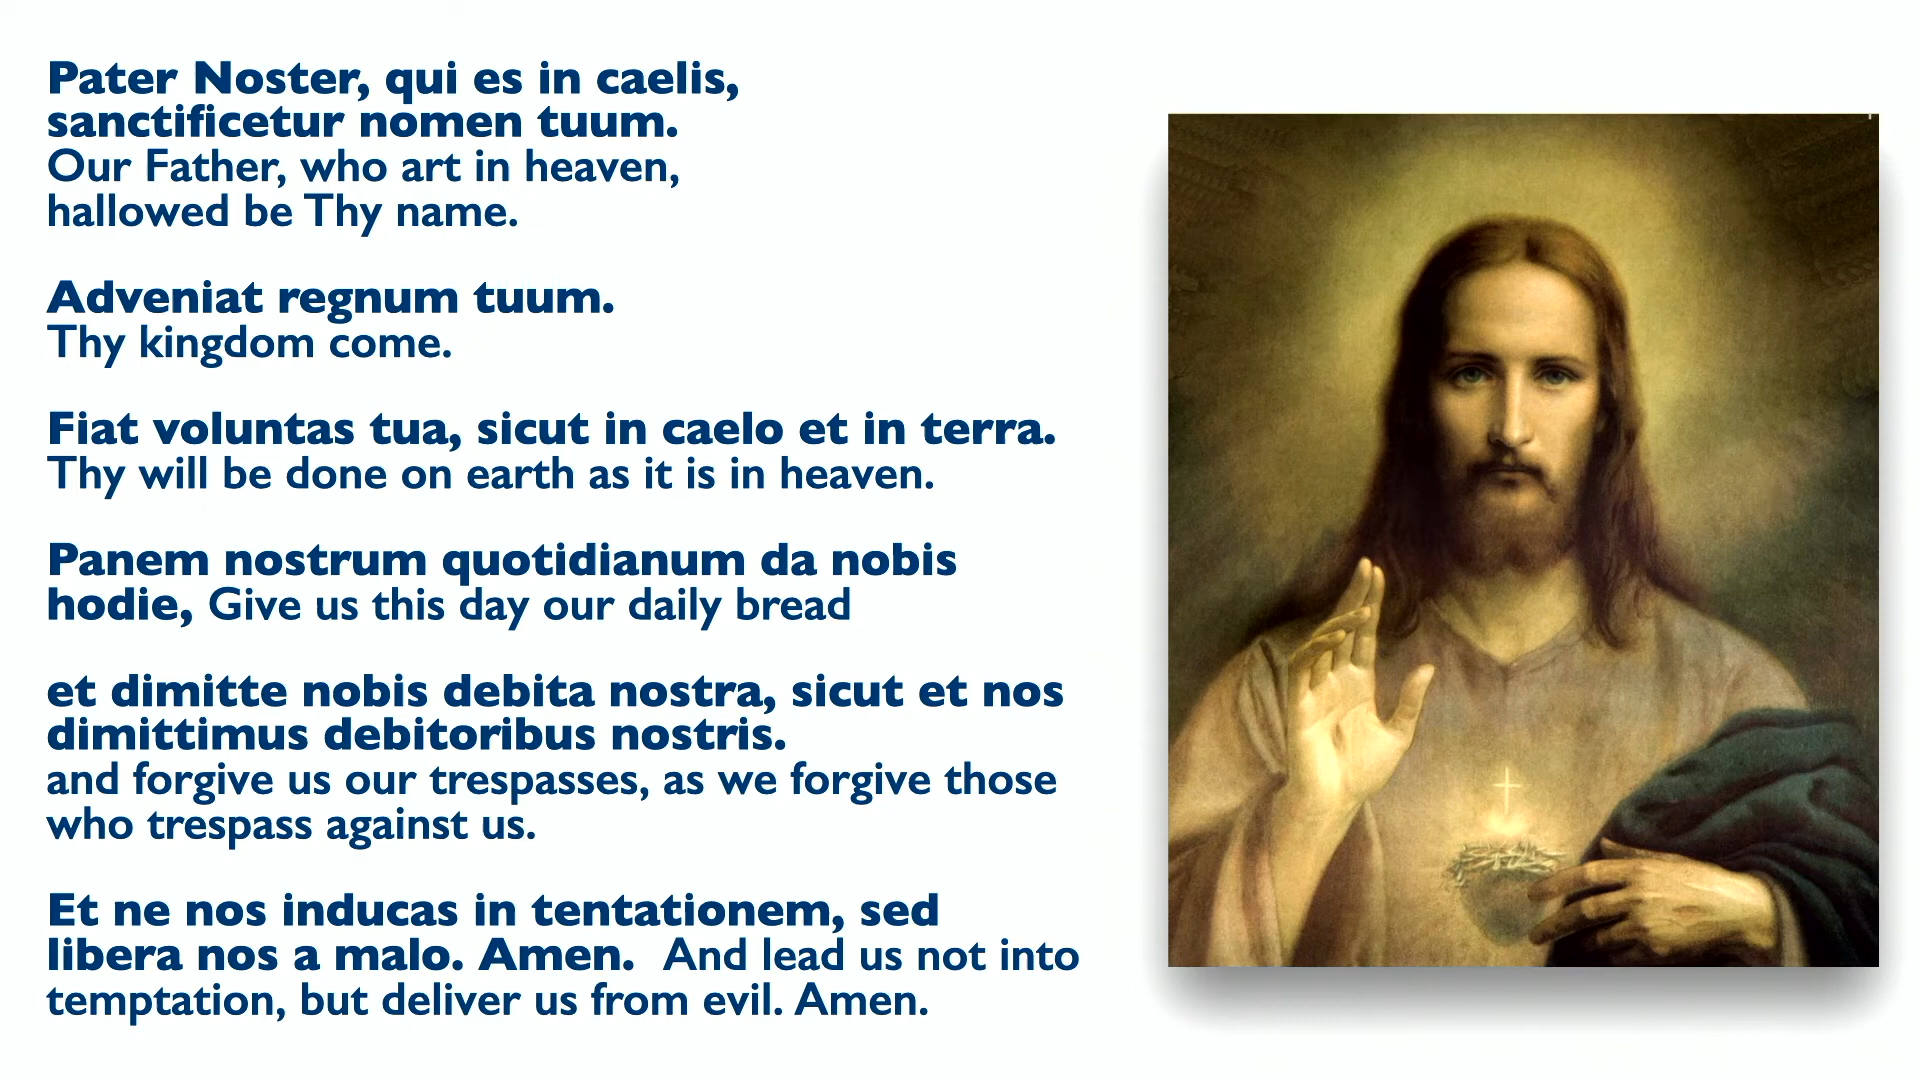 Pater Noster, qui es in caelis,
sanctificetur nomen tuum.
Our Father, who art in heaven,
hallowed be Thy name.
Adveniat regnum tuum.
Thy kingdom come.
Fiat voluntas tua, sicut in caelo et in terra.
Thy will be done on earth as it is in heaven.
Panem nostrum quotidianum da nobis
hodie, Give us this day our daily bread
et dimitte nobis debita nostra, sicut et nos
dimittimus debitoribus nostris.
and forgive us our trespasses, as we forgive those
who trespass against us.
Et ne nos inducas in tentationem, sed
libera nos a malo. Amen.  And lead us not into
temptation, but deliver us from evil. Amen.